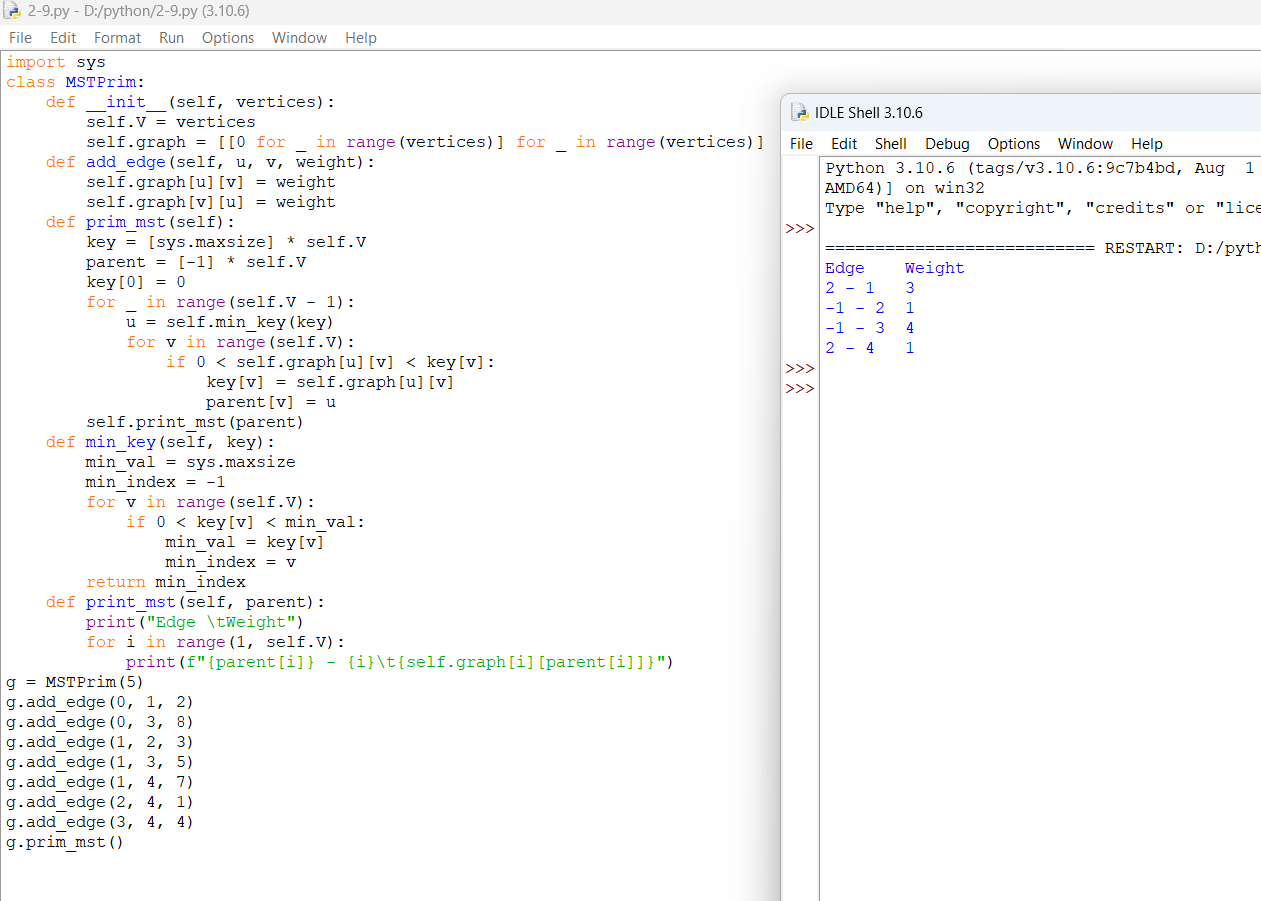 2-9.py - D:/python/2-9.py (3.10.6)
File Edit Format Run Options Window Help
import sys
class MSTPrim:
    def __init__(self, vertices):
        self.V = vertices
        self.graph = [[0 for _ in range(vertices)] for _ in range(vertices)]
    def add_edge(self, u, v, weight):
        self.graph[u][v] = weight
        self.graph[v][u] = weight
    def prim_mst(self):
        key = [sys.maxsize] * self.V
        parent = [-1] * self.V
        key[0] = 0
        for _ in range(self.V - 1):
            u = self.min_key(key)
            for v in range(self.V):
                if 0 < self.graph[u][v] < key[v]:
                    key[v] = self.graph[u][v]
                    parent[v] = u
        self.print_mst(parent)
    def min_key(self, key):
        min_val = sys.maxsize
        min_index = -1
        for v in range(self.V):
            if 0 < key[v] < min_val:
                min_val = key[v]
                min_index = v
        return min_index
    def print_mst(self, parent):
        print("Edge \tWeight")
        for i in range(1, self.V):
            print(f"{parent[i]} - {i}\t{self.graph[i][parent[i]]}")
g = MSTPrim(5)
g.add_edge(0, 1, 2)
g.add_edge(0, 3, 8)
g.add_edge(1, 2, 3)
g.add_edge(1, 3, 5)
g.add_edge(1, 4, 7)
g.add_edge(2, 4, 1)
g.add_edge(3, 4, 4)
g.prim_mst()
IDLE Shell 3.10.6
File Edit Shell Debug Options Window Help
Python 3.10.6 (tags/v3.10.6:9c7b4bd, Aug 1
AMD64)] on win32
Type "help", "copyright", "credits" or "lice
>>>
=========================== RESTART: D:/pyth
Edge    Weight
2 - 1   3
-1 - 2  1
-1 - 3  4
2 - 4   1
>>>
>>>